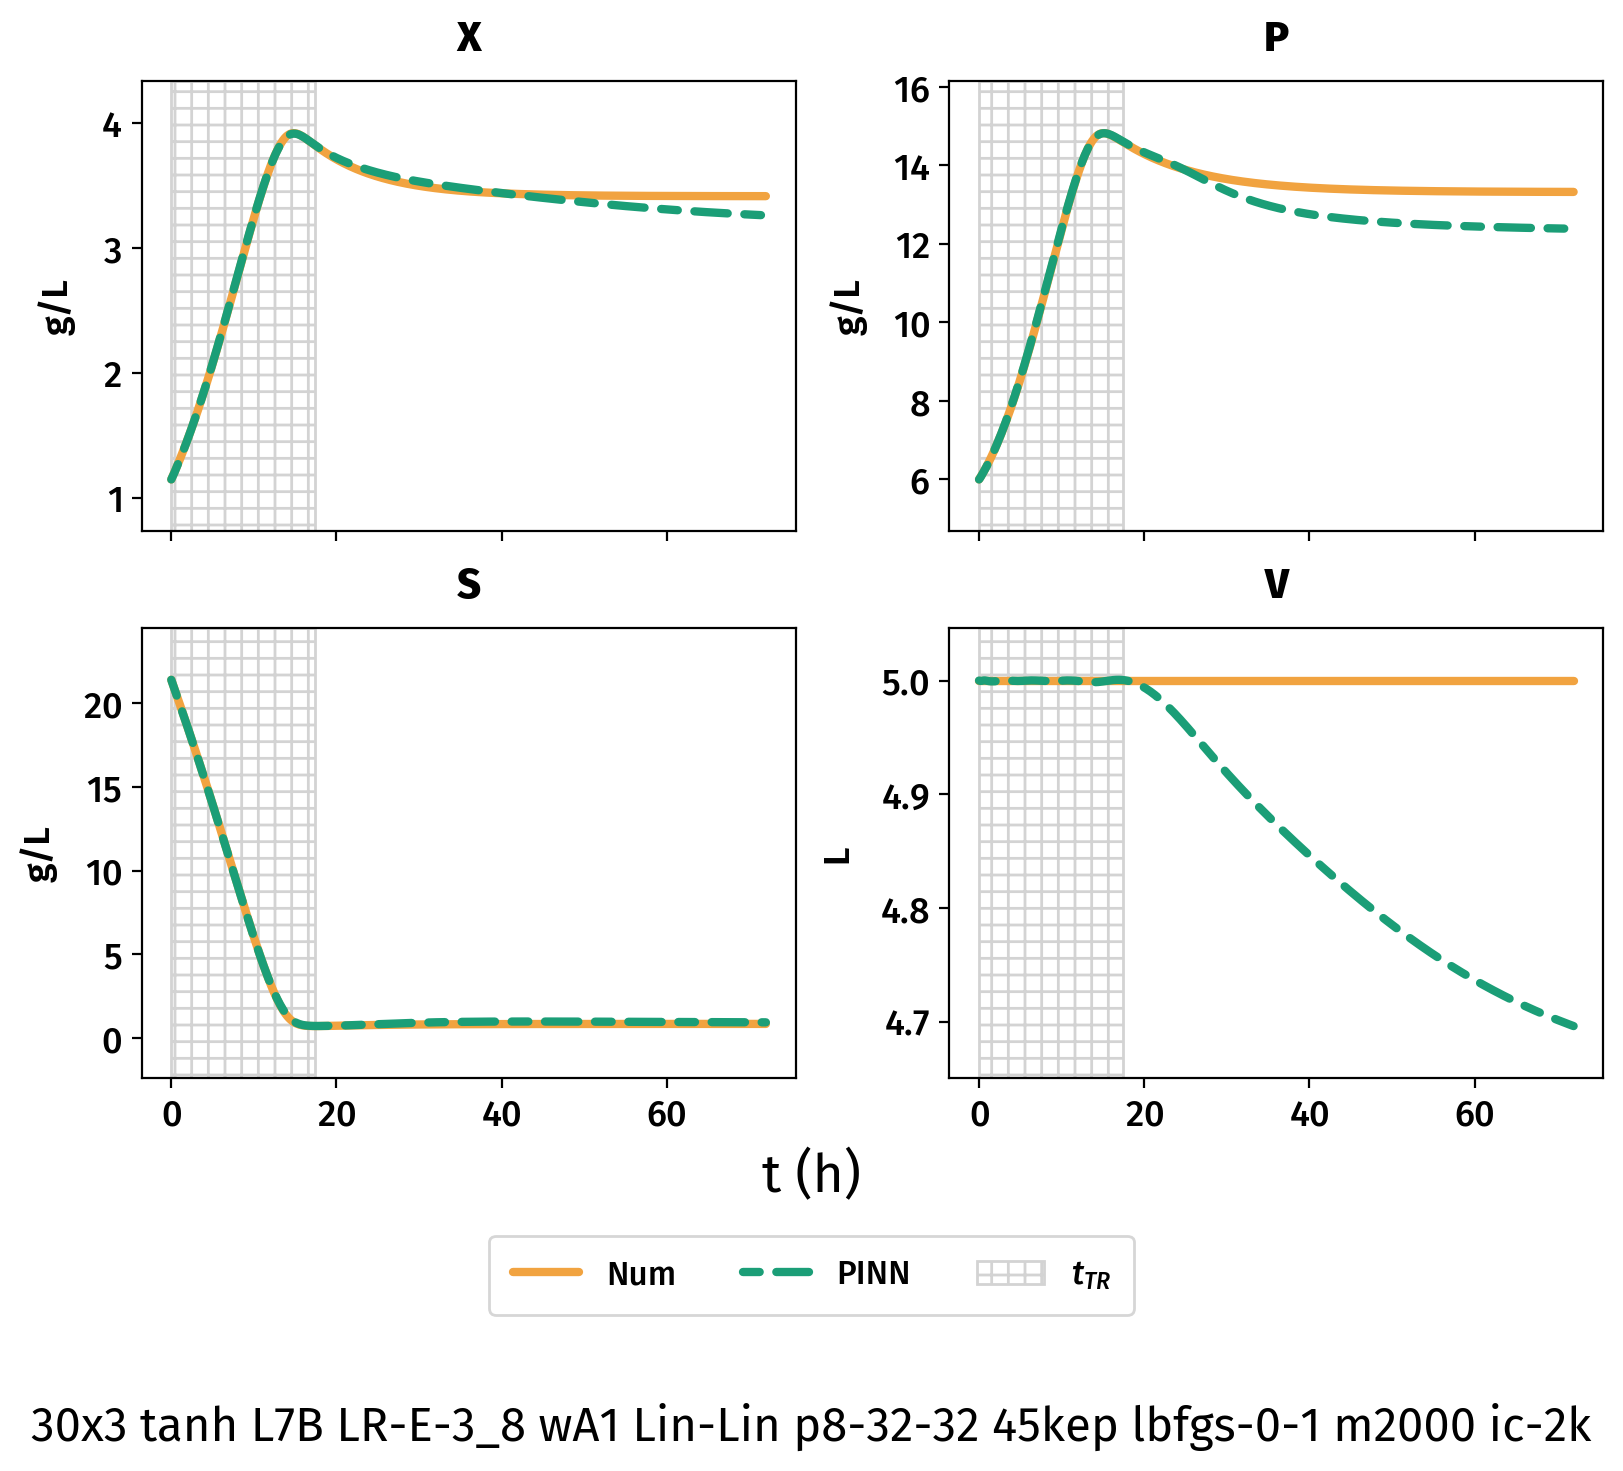 X
4
3
2
1
g/L
P
16
14
12
10
8
6
g/L
S
20
15
10
5
0
g/L
0 20 40 60
V
5.0
4.9
4.8
4.7
L
0 20 40 60
t (h)
Num PINN t_TR
30x3 tanh L7B LR-E-3_8 wA1 Lin-Lin p8-32-32 45kep lbfgs-0-1 m2000 ic-2k